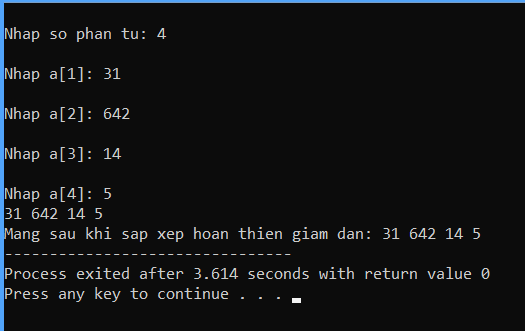 Nhap so phan tu: 4
Nhap a[1]: 31
Nhap a[2]: 642
Nhap a[3]: 14
Nhap a[4]: 5
31 642 14 5
Mang sau khi sap xep hoan thien giam dan: 31 642 14 5
--------------------------------
Process exited after 3.614 seconds with return value 0
Press any key to continue . . .